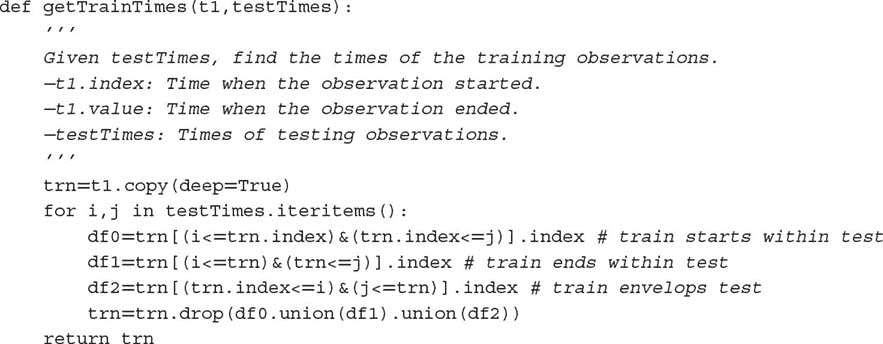 def getTrainTimes(t1,testTimes):
    '''
    Given testTimes, find the times of the training observations.
    —t1.index: Time when the observation started.
    —t1.value: Time when the observation ended.
    —testTimes: Times of testing observations.
    '''
    trn=t1.copy(deep=True)
    for i,j in testTimes.iteritems():
        df0=trn[(i<=trn.index)&(trn.index<=j)].index # train starts within test
        df1=trn[(i<=trn)&(trn<=j)].index # train ends within test
        df2=trn[(trn.index<=i)&(j<=trn)].index # train envelops test
        trn=trn.drop(df0.union(df1).union(df2))
    return trn